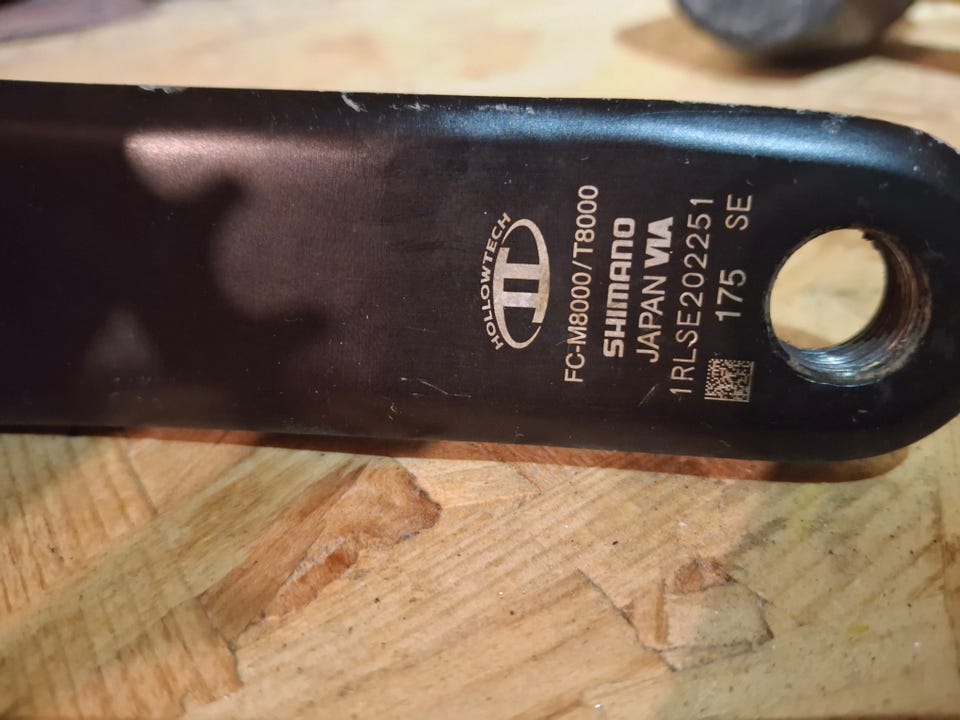 HOLLOWTECH
II
FC-M8000/T8000
SHIMANO
JAPAN VIA
1RLSE202251
175 SE